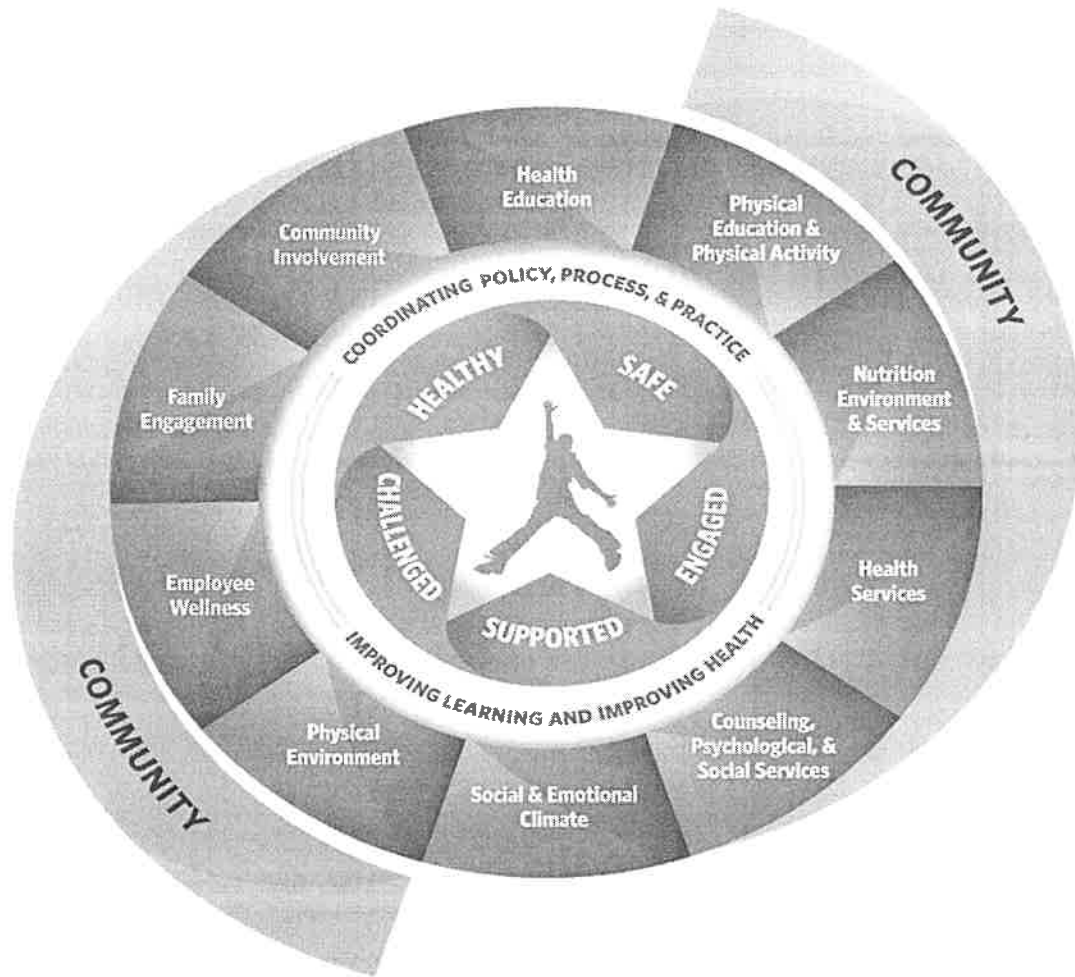 COMMUNITY
Health
Education
Physical
Education &
Physical Activity
Nutrition
Environment
& Services
Health
Services
Counseling,
Psychological, &
Social Services
Social & Emotional
Climate
Physical
Environment
Employee
Wellness
Family
Engagement
Community
Involvement
COORDINATING POLICY, PROCESS, & PRACTICE
IMPROVING LEARNING AND IMPROVING HEALTH
HEALTHY
SAFE
ENGAGED
SUPPORTED
CHALLENGED
COMMUNITY